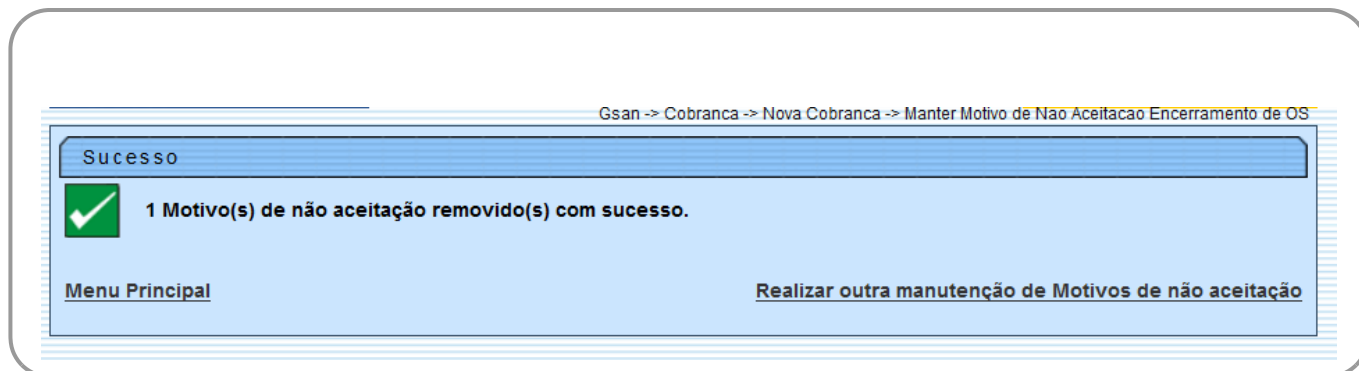 Gsan -> Cobranca -> Nova Cobranca -> Manter Motivo de Nao Aceitacao Encerramento de OS
Sucesso
1 Motivo(s) de não aceitação removido(s) com sucesso.
Menu Principal
Realizar outra manutenção de Motivos de não aceitação